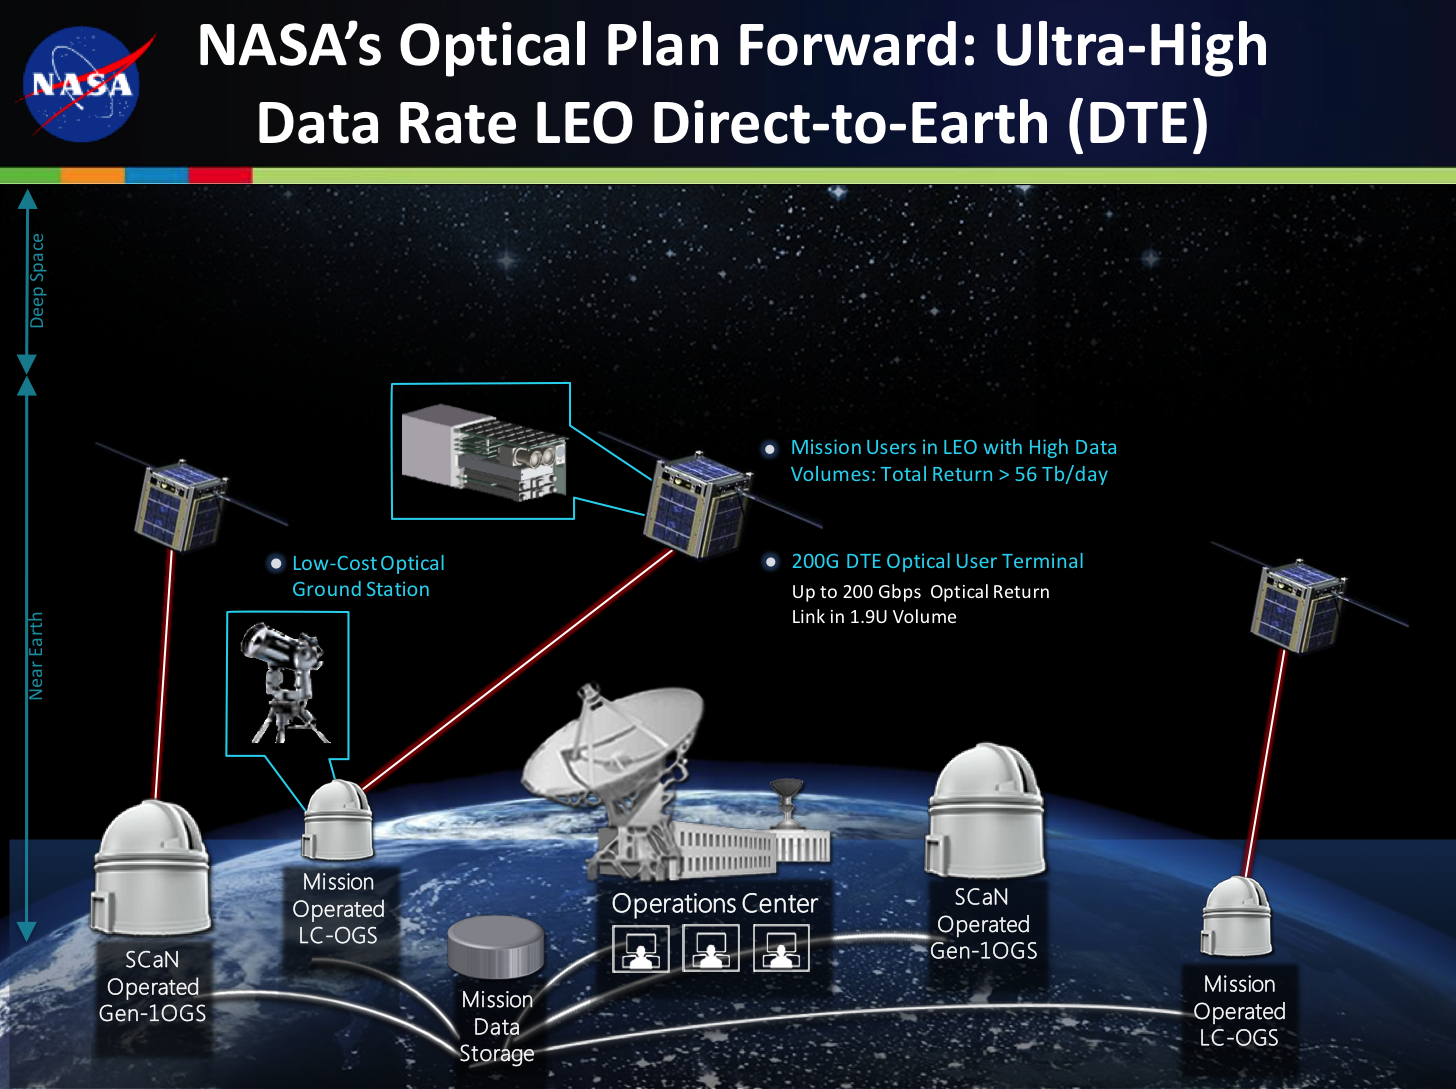 NASA's Optical Plan Forward: Ultra-High
Data Rate LEO Direct-to-Earth (DTE)
NASA
Deep Space
Near Earth
Mission Users in LEO with High Data
Volumes: Total Return > 56 Tb/day
Low-Cost Optical
Ground Station
200G DTE Optical User Terminal
Up to 200 Gbps Optical Return
Link in 1.9U Volume
Mission
Operated
LC-OGS
Operations Center
SCaN
Operated
Gen-1OGS
SCaN
Operated
Gen-1OGS
Mission
Data
Storage
Mission
Operated
LC-OGS